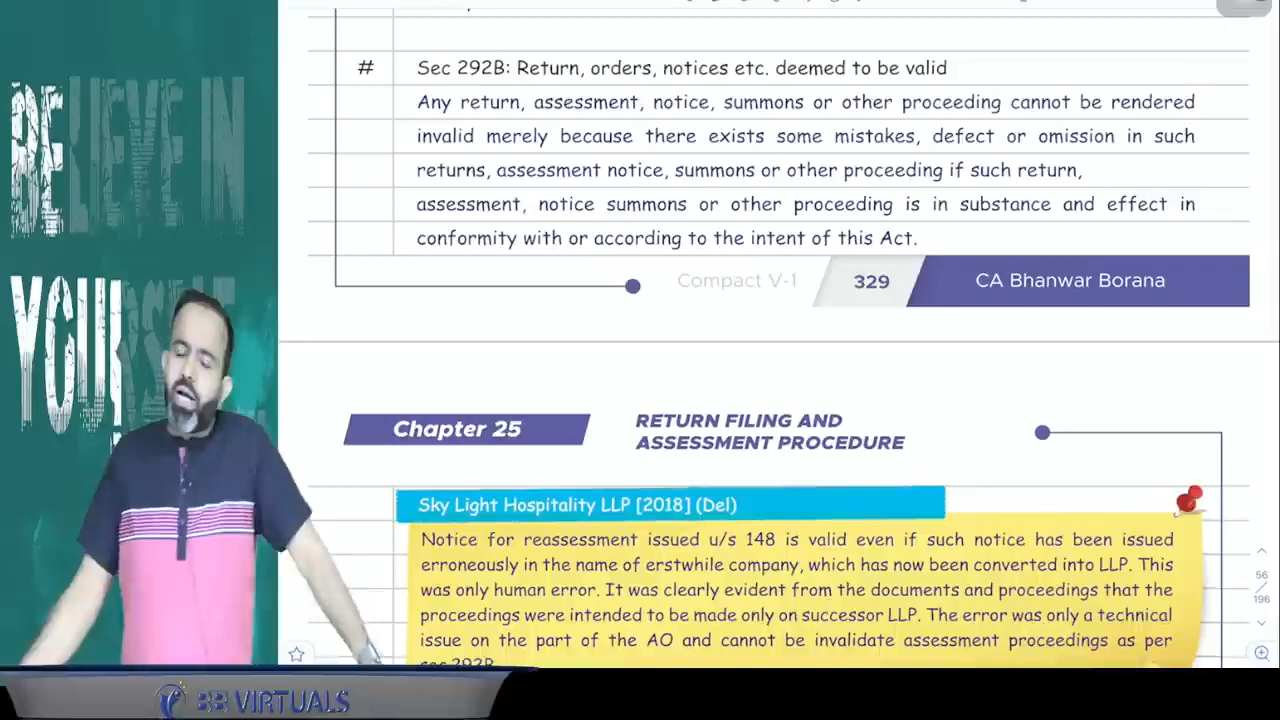 BELIEVE IN
#
Sec 292B: Return, orders, notices etc. deemed to be valid
Any return, assessment, notice, summons or other proceeding cannot be rendered
invalid merely because there exists some mistakes, defect or omission in such
returns, assessment notice, summons or other proceeding if such return,
assessment, notice summons or other proceeding is in substance and effect in
conformity with or according to the intent of this Act.
Compact V-1
329
CA Bhanwar Borana
Chapter 25
RETURN FILING AND
ASSESSMENT PROCEDURE
Sky Light Hospitality LLP [2018] (Del)
Notice for reassessment issued u/s 148 is valid even if such notice has been issued
erroneously in the name of erstwhile company, which has now been converted into LLP. This
was only human error. It was clearly evident from the documents and proceedings that the
proceedings were intended to be made only on successor LLP. The error was only a technical
issue on the part of the AO and cannot be invalidate assessment proceedings as per
sec 292B
56
196
BB VIRTUALS